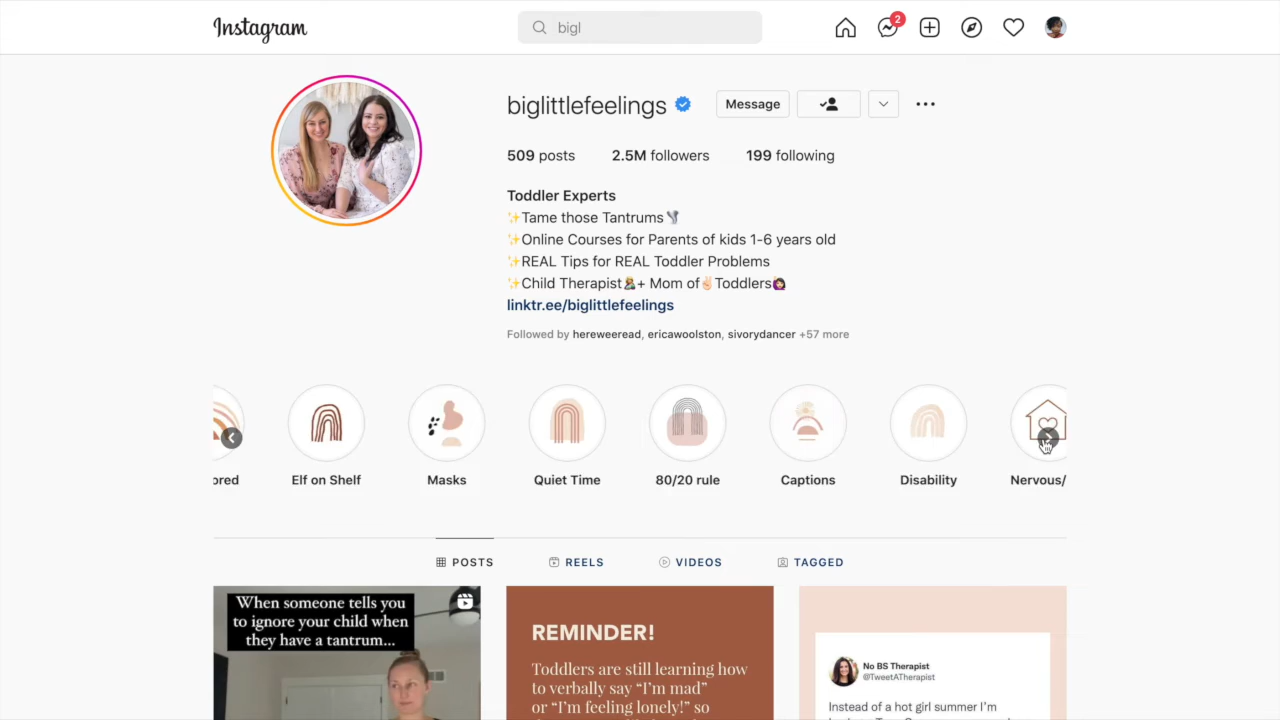 Instagram
bigl
2
biglittlefeelings
Message
509 posts 2.5M followers 199 following
Toddler Experts
✨Tame those Tantrums
✨Online Courses for Parents of kids 1-6 years old
✨REAL Tips for REAL Toddler Problems
✨Child Therapist + Mom of✌🏻Toddlers
linktr.ee/biglittlefeelings
Followed by hereweeread, ericawoolston, sivorydancer +57 more
ored Elf on Shelf Masks Quiet Time 80/20 rule Captions Disability Nervous/
POSTS REELS VIDEOS TAGGED
When someone tells you
to ignore your child when
they have a tantrum...
REMINDER!
Toddlers are still learning how
to verbally say “I’m mad”
or “I’m feeling lonely!” so
No BS Therapist
@TweetATherapist
Instead of a hot girl summer I’m